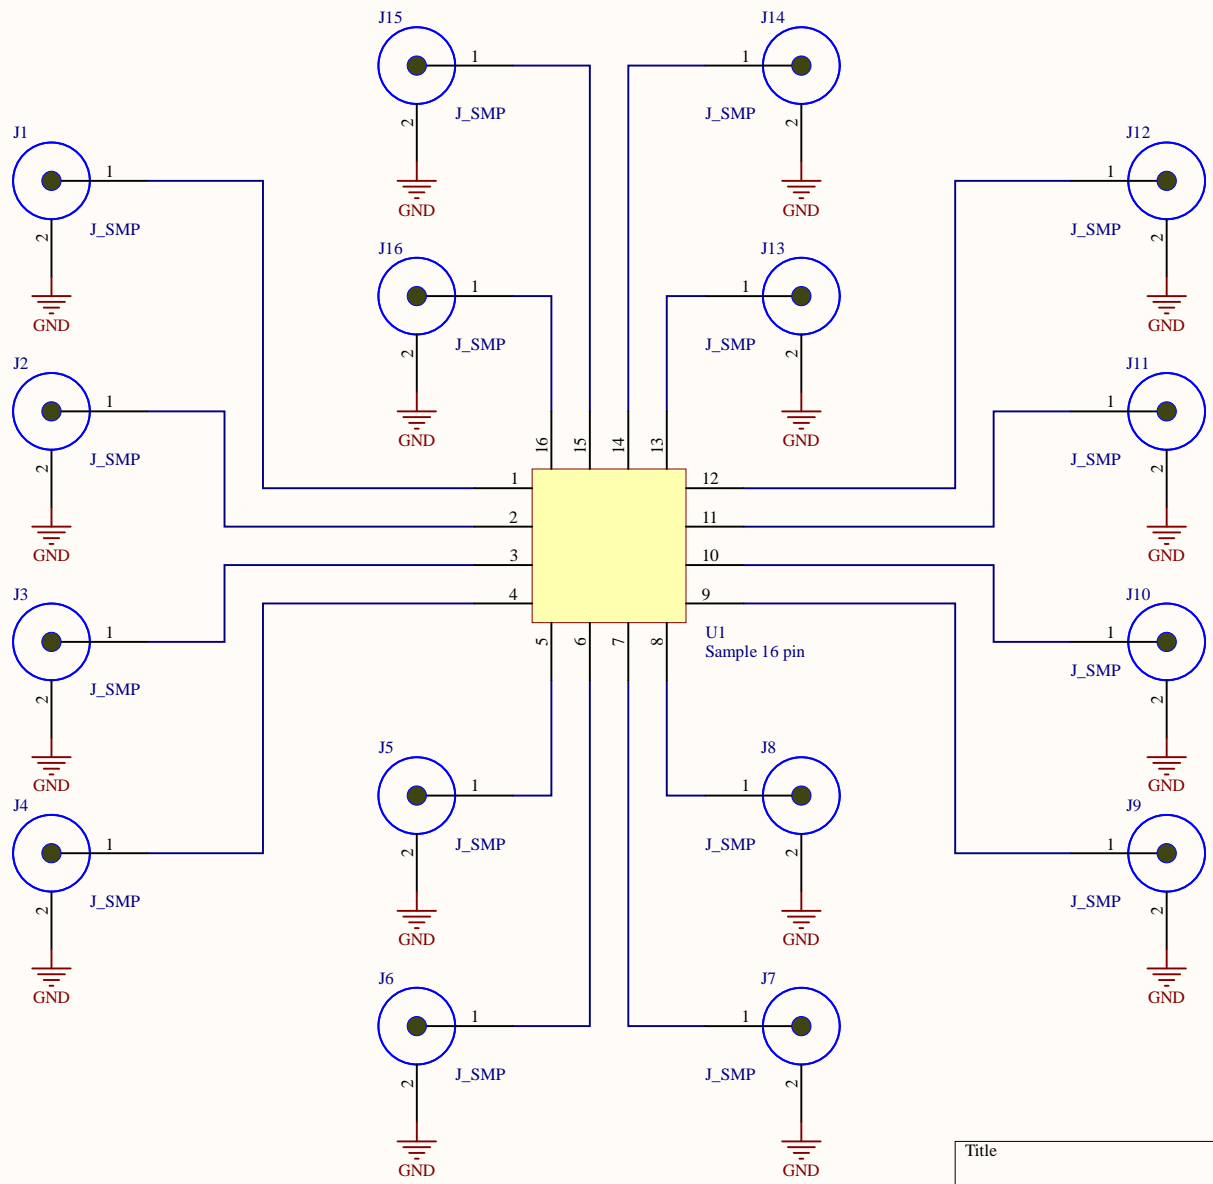 J15
1
J_SMP
2
GND
J14
1
J_SMP
2
GND
J1
1
J_SMP
2
GND
J12
1
J_SMP
2
GND
J16
1
J_SMP
2
GND
J13
1
J_SMP
2
GND
J2
1
J_SMP
2
GND
J11
1
J_SMP
2
GND
16
15
14
13
1
2
3
4
12
11
10
9
5
6
7
8
U1
Sample 16 pin
J3
1
J_SMP
2
GND
J10
1
J_SMP
2
GND
J5
1
J_SMP
2
GND
J8
1
J_SMP
2
GND
J4
1
J_SMP
2
GND
J9
1
J_SMP
2
GND
J6
1
J_SMP
2
GND
J7
1
J_SMP
2
GND
Title